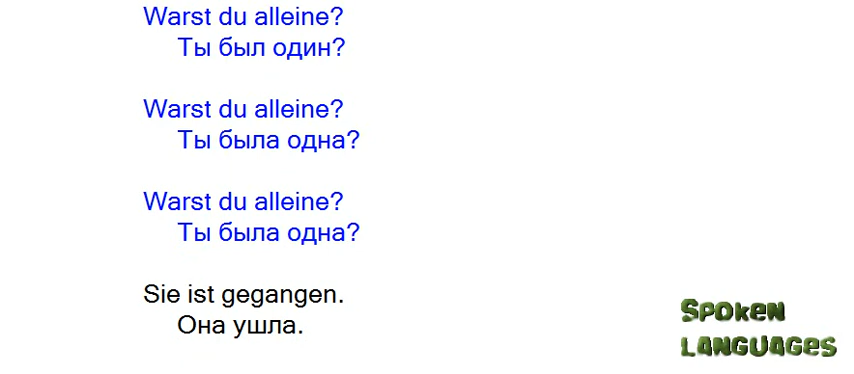 Warst du alleine?
Ты был один?
Warst du alleine?
Ты была одна?
Warst du alleine?
Ты была одна?
Sie ist gegangen.
Она ушла.
Spoken
Languages